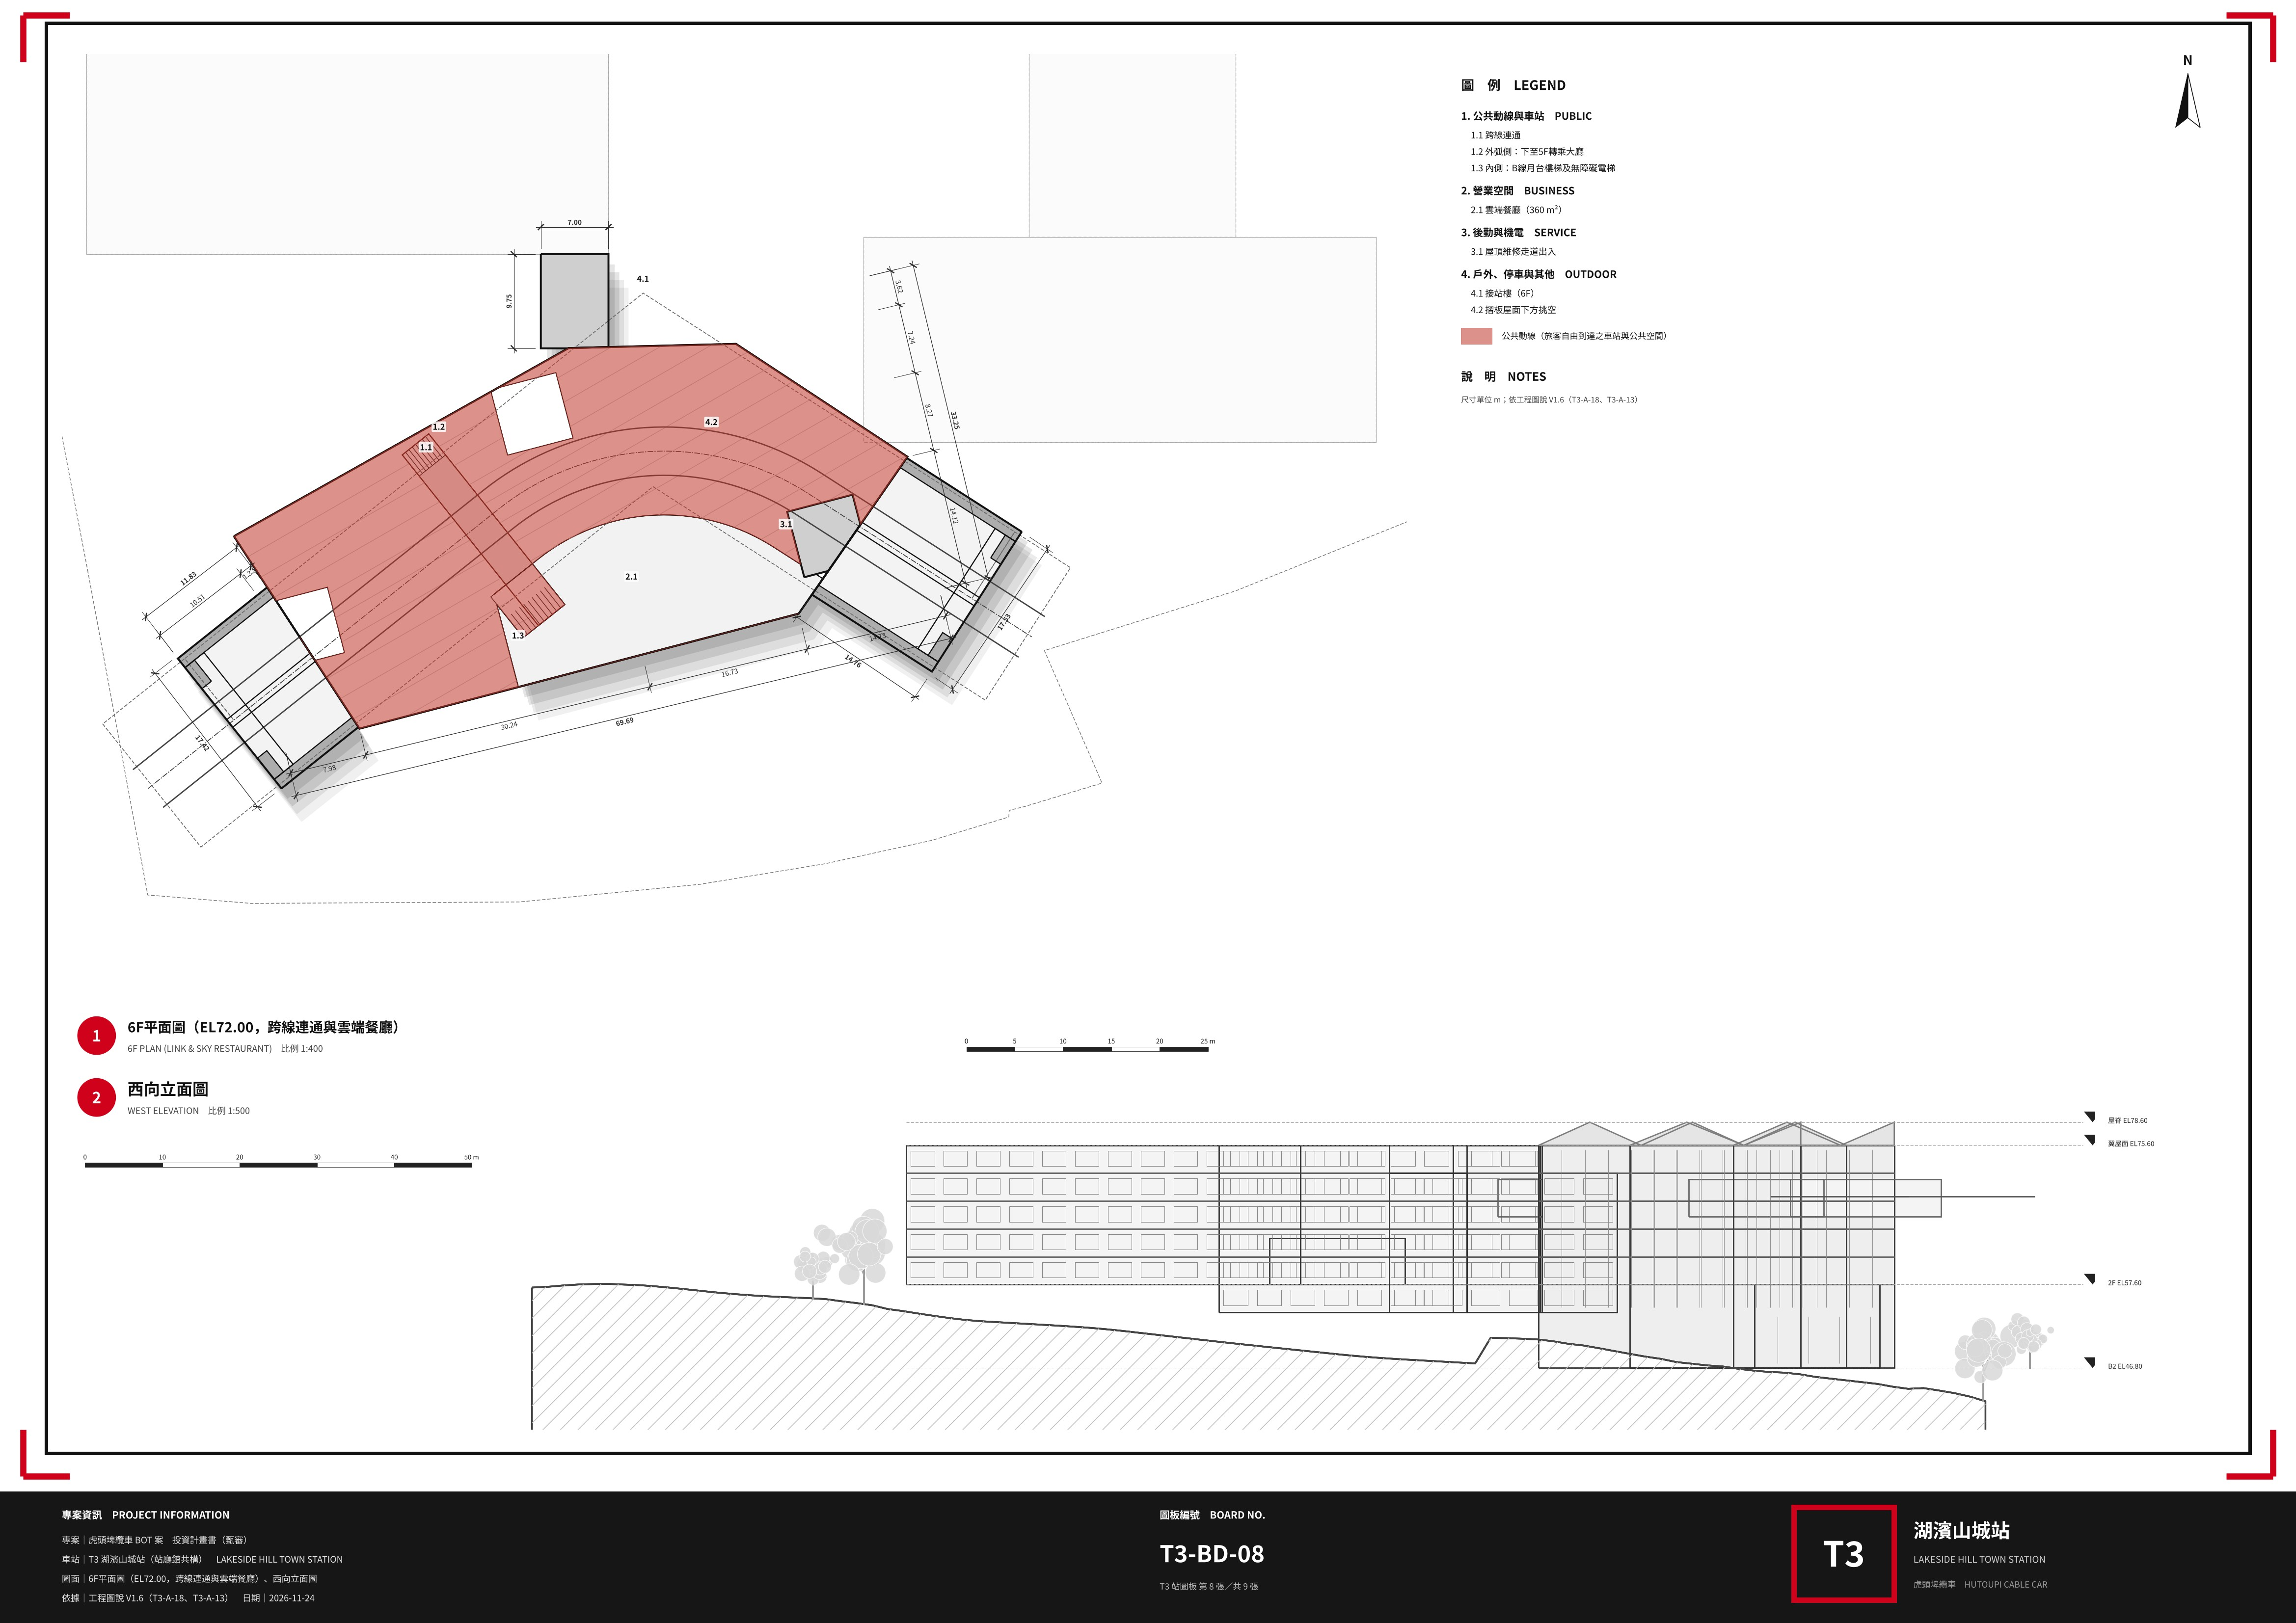 N
圖 例 LEGEND
1. 公共動線與車站 PUBLIC
1.1 跨線連通
1.2 外弧側：下至5F轉乘大廳
1.3 內側：B線月台樓梯及無障礙電梯
2. 營業空間 BUSINESS
2.1 雲端餐廳（360 m²）
3. 後勤與機電 SERVICE
3.1 屋頂維修走道出入
4. 戶外、停車與其他 OUTDOOR
4.1 接站樓（6F）
4.2 摺板屋面下方挑空
公共動線（旅客自由到達之車站與公共空間）
說 明 NOTES
尺寸單位 m；依工程圖說 V1.6（T3-A-18、T3-A-13）
7.00
9.75
4.1
3.62
7.24
8.27
33.25
14.12
1.2
1.1
4.2
3.1
2.1
1.3
11.83
10.51
17.42
7.98
30.24
69.69
16.73
14.76
17.53
1
6F平面圖（EL72.00，跨線連通與雲端餐廳）
6F PLAN (LINK & SKY RESTAURANT) 比例 1:400
0 5 10 15 20 25 m
2
西向立面圖
WEST ELEVATION 比例 1:500
0 10 20 30 40 50 m
屋脊 EL78.60
翼屋面 EL75.60
2F EL57.60
B2 EL46.80
專案資訊 PROJECT INFORMATION
專案｜虎頭埤纜車 BOT 案 投資計畫書（甄審）
車站｜T3 湖濱山城站（站廳館共構） LAKESIDE HILL TOWN STATION
圖面｜6F平面圖（EL72.00，跨線連通與雲端餐廳）、西向立面圖
依據｜工程圖說 V1.6（T3-A-18、T3-A-13） 日期｜2026-11-24
圖板編號 BOARD NO.
T3-BD-08
T3 站圖板 第 8 張／共 9 張
T3
湖濱山城站
LAKESIDE HILL TOWN STATION
虎頭埤纜車 HUTOUPI CABLE CAR